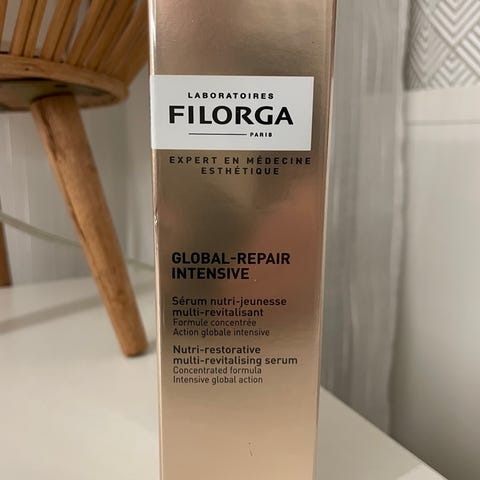 LABORATOIRES
FILORGA
PARIS
EXPERT EN MÉDECINE
ESTHÉTIQUE
GLOBAL-REPAIR
INTENSIVE
Sérum nutri-jeunesse
multi-revitalisant
Formule concentrée
Action globale intensive
Nutri-restorative
multi-revitalising serum
Concentrated formula
Intensive global action